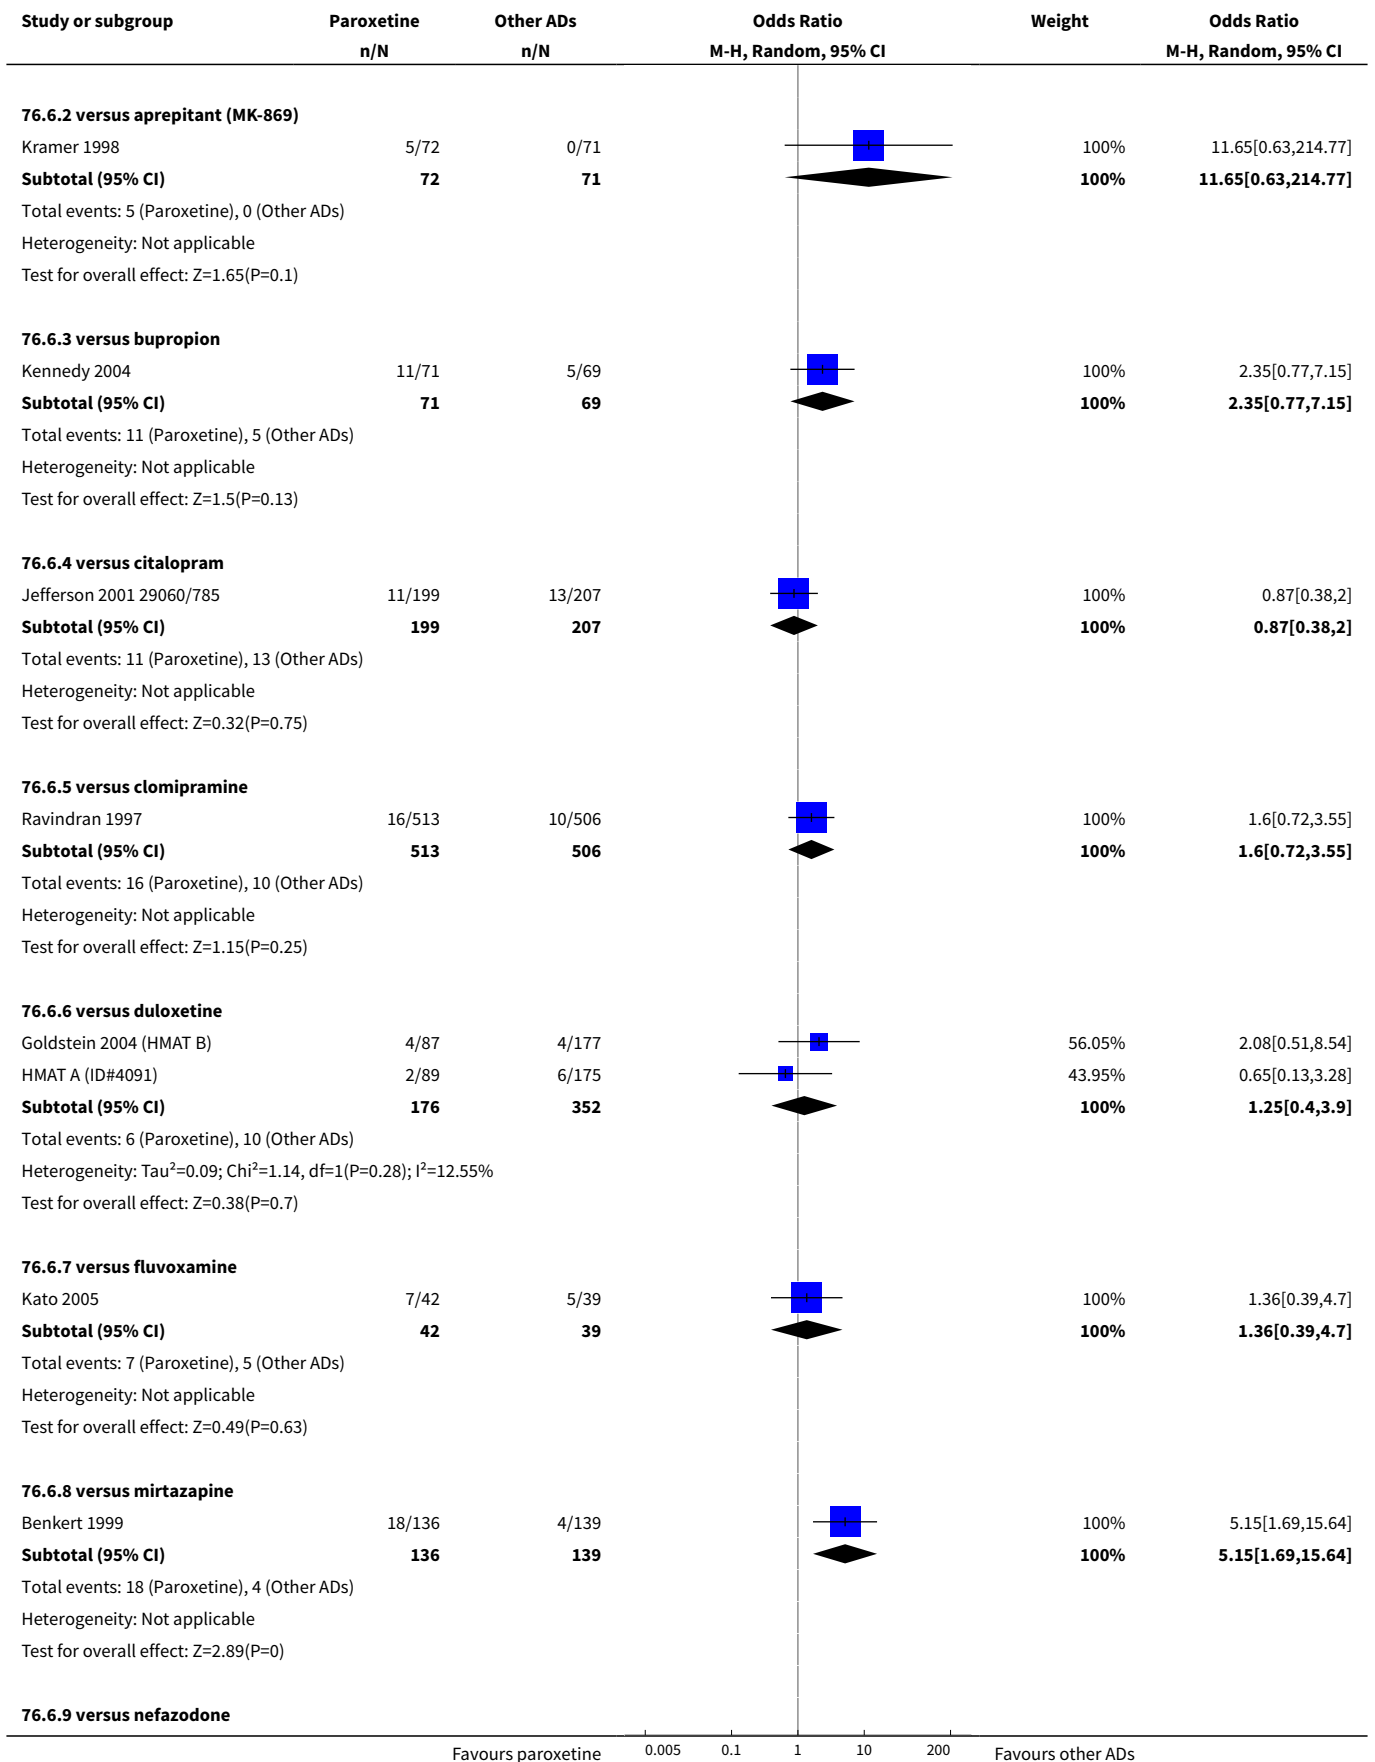 Study or subgroup Paroxetine Other ADs Odds Ratio Weight Odds Ratio
n/N n/N M-H, Random, 95% CI M-H, Random, 95% CI
76.6.2 versus aprepitant (MK-869)
Kramer 1998 5/72 0/71 100% 11.65[0.63,214.77]
Subtotal (95% CI) 72 71 100% 11.65[0.63,214.77]
Total events: 5 (Paroxetine), 0 (Other ADs)
Heterogeneity: Not applicable
Test for overall effect: Z=1.65(P=0.1)
76.6.3 versus bupropion
Kennedy 2004 11/71 5/69 100% 2.35[0.77,7.15]
Subtotal (95% CI) 71 69 100% 2.35[0.77,7.15]
Total events: 11 (Paroxetine), 5 (Other ADs)
Heterogeneity: Not applicable
Test for overall effect: Z=1.5(P=0.13)
76.6.4 versus citalopram
Jefferson 2001 29060/785 11/199 13/207 100% 0.87[0.38,2]
Subtotal (95% CI) 199 207 100% 0.87[0.38,2]
Total events: 11 (Paroxetine), 13 (Other ADs)
Heterogeneity: Not applicable
Test for overall effect: Z=0.32(P=0.75)
76.6.5 versus clomipramine
Ravindran 1997 16/513 10/506 100% 1.6[0.72,3.55]
Subtotal (95% CI) 513 506 100% 1.6[0.72,3.55]
Total events: 16 (Paroxetine), 10 (Other ADs)
Heterogeneity: Not applicable
Test for overall effect: Z=1.15(P=0.25)
76.6.6 versus duloxetine
Goldstein 2004 (HMAT B) 4/87 4/177 56.05% 2.08[0.51,8.54]
HMAT A (ID#4091) 2/89 6/175 43.95% 0.65[0.13,3.28]
Subtotal (95% CI) 176 352 100% 1.25[0.4,3.9]
Total events: 6 (Paroxetine), 10 (Other ADs)
Heterogeneity: Tau²=0.09; Chi²=1.14, df=1(P=0.28); I²=12.55%
Test for overall effect: Z=0.38(P=0.7)
76.6.7 versus fluvoxamine
Kato 2005 7/42 5/39 100% 1.36[0.39,4.7]
Subtotal (95% CI) 42 39 100% 1.36[0.39,4.7]
Total events: 7 (Paroxetine), 5 (Other ADs)
Heterogeneity: Not applicable
Test for overall effect: Z=0.49(P=0.63)
76.6.8 versus mirtazapine
Benkert 1999 18/136 4/139 100% 5.15[1.69,15.64]
Subtotal (95% CI) 136 139 100% 5.15[1.69,15.64]
Total events: 18 (Paroxetine), 4 (Other ADs)
Heterogeneity: Not applicable
Test for overall effect: Z=2.89(P=0)
76.6.9 versus nefazodone
Favours paroxetine 0.005 0.1 1 10 200 Favours other ADs